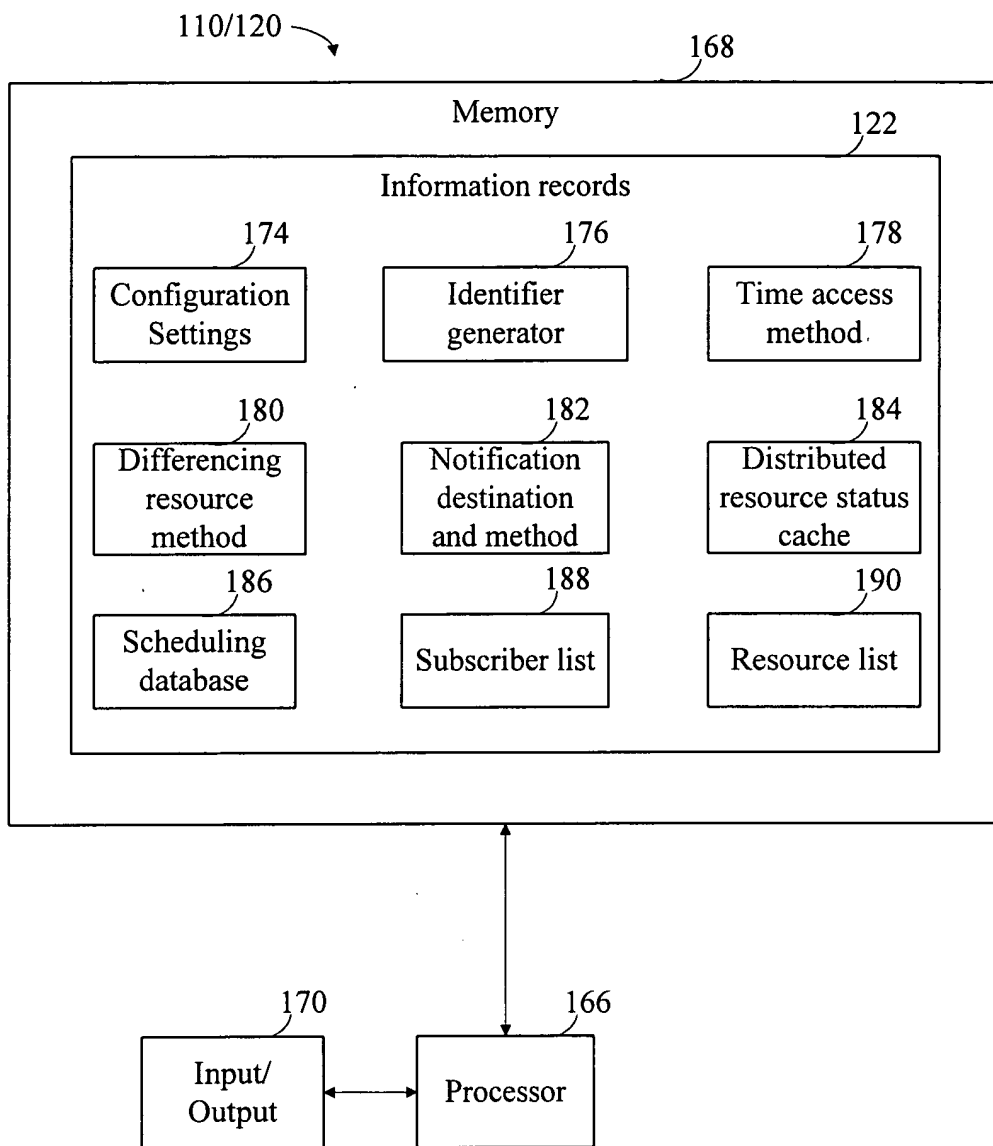 110/120
168
Memory
122
Information records
174
176
178
Configuration
Settings
Identifier
generator
Time access
method
180
182
184
Differencing
resource
method
Notification
destination
and method
Distributed
resource status
cache
186
188
190
Scheduling
database
Subscriber list
Resource list
170
166
Input/
Output
Processor